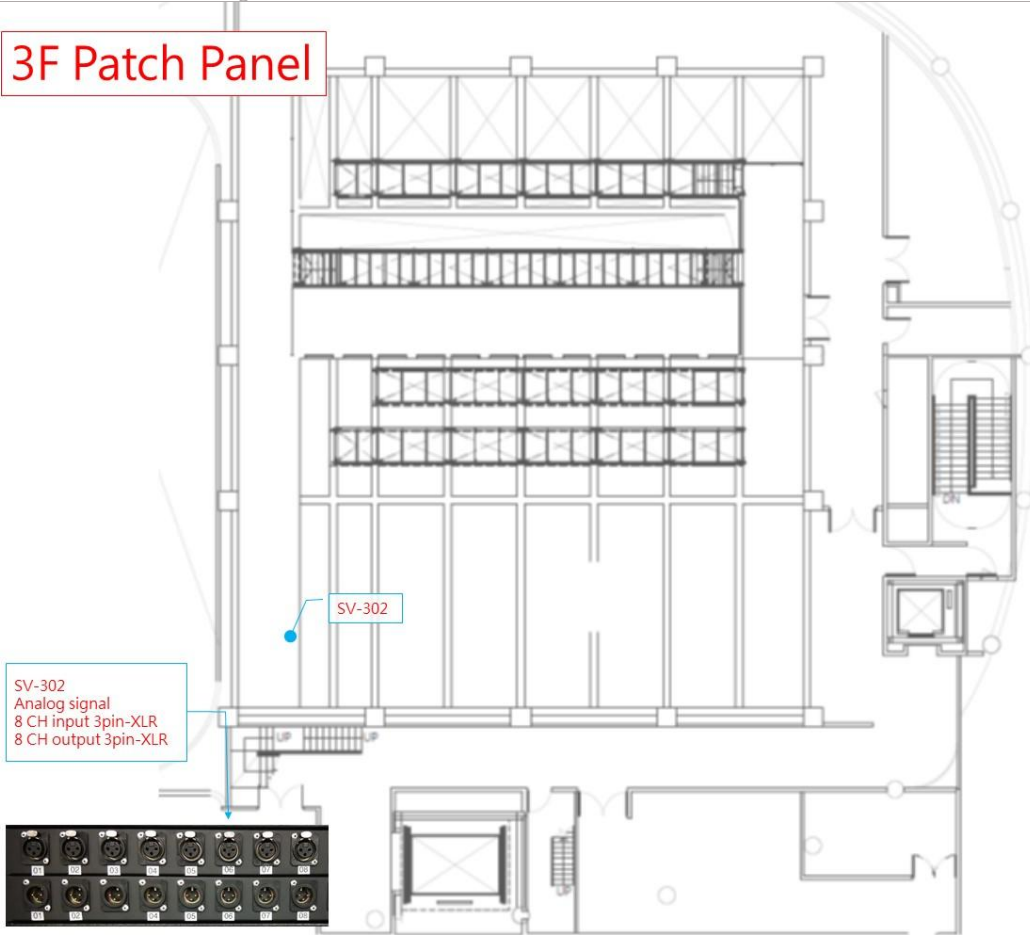 3F Patch Panel
DN
SV-302
SV-302
Analog signal
8 CH input 3pin-XLR
8 CH output 3pin-XLR
UP
UP
UP
01 02 03 04 05 06 07 08
01 02 04 05 06 07 08